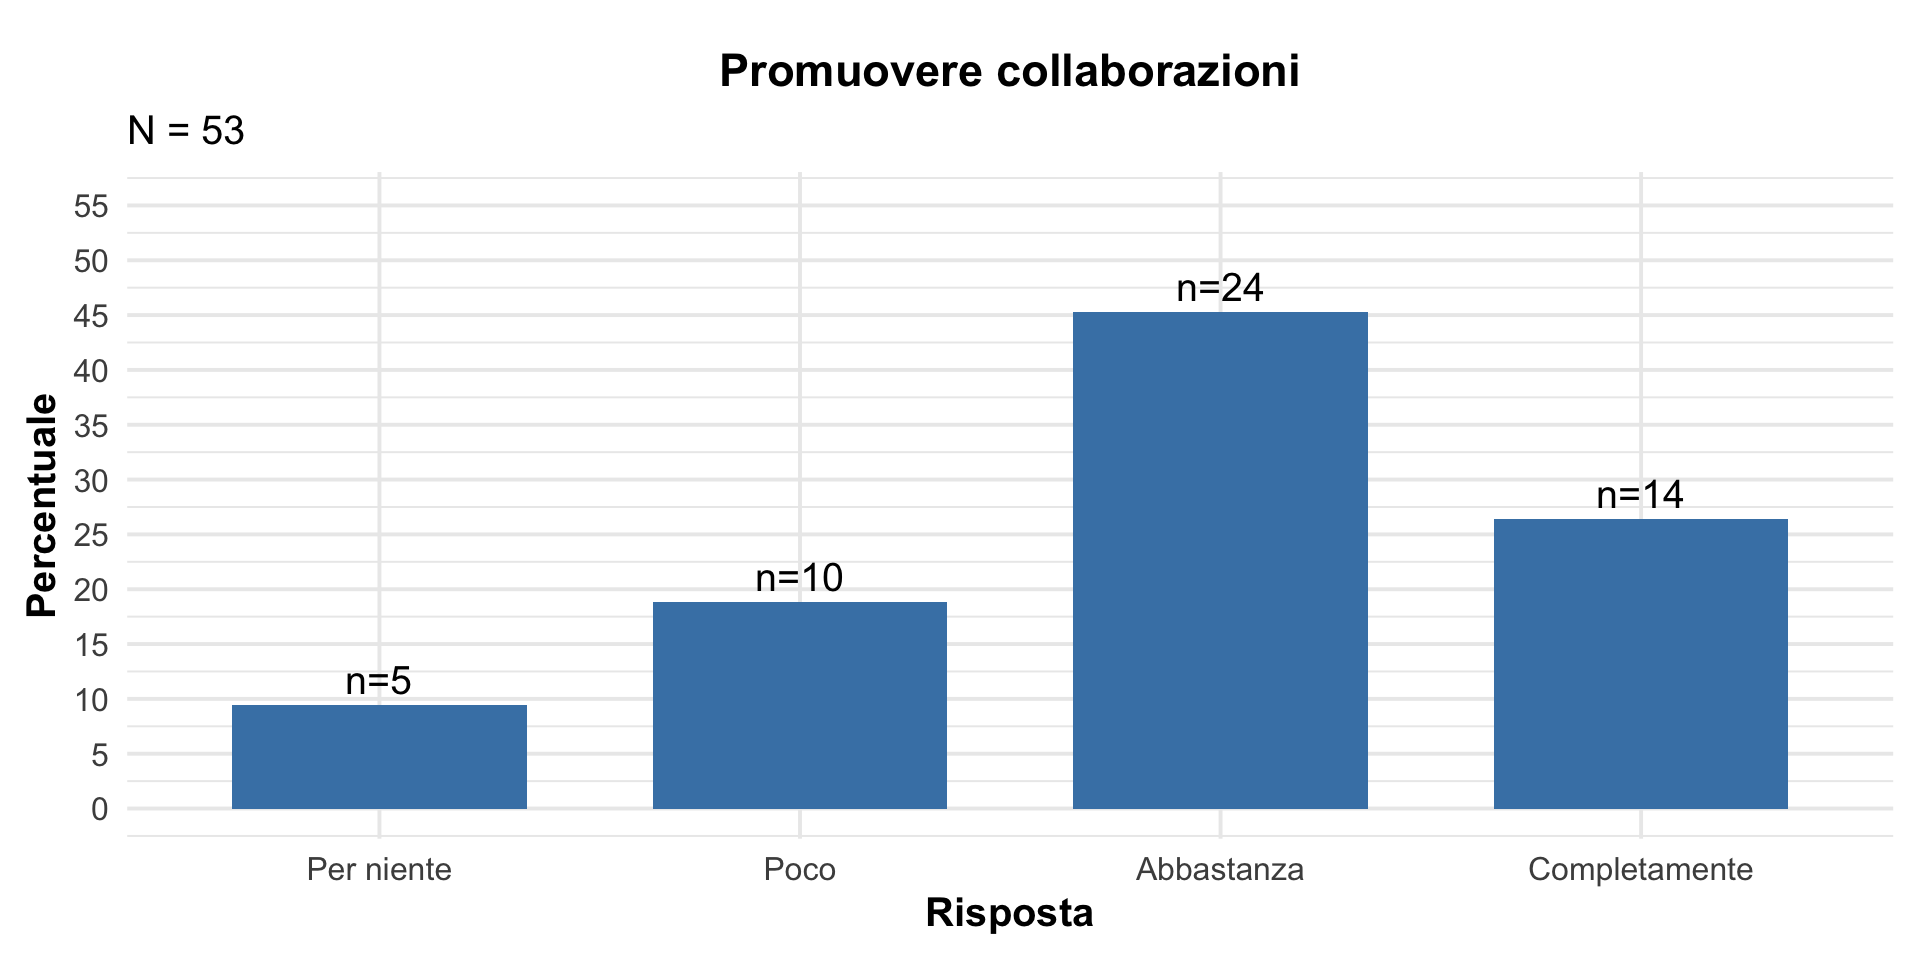 Promuovere collaborazioni
N = 53
Percentuale
55
50
45
40
35
30
25
20
15
10
5
0
n=5
n=10
n=24
n=14
Per niente
Poco
Abbastanza
Completamente
Risposta